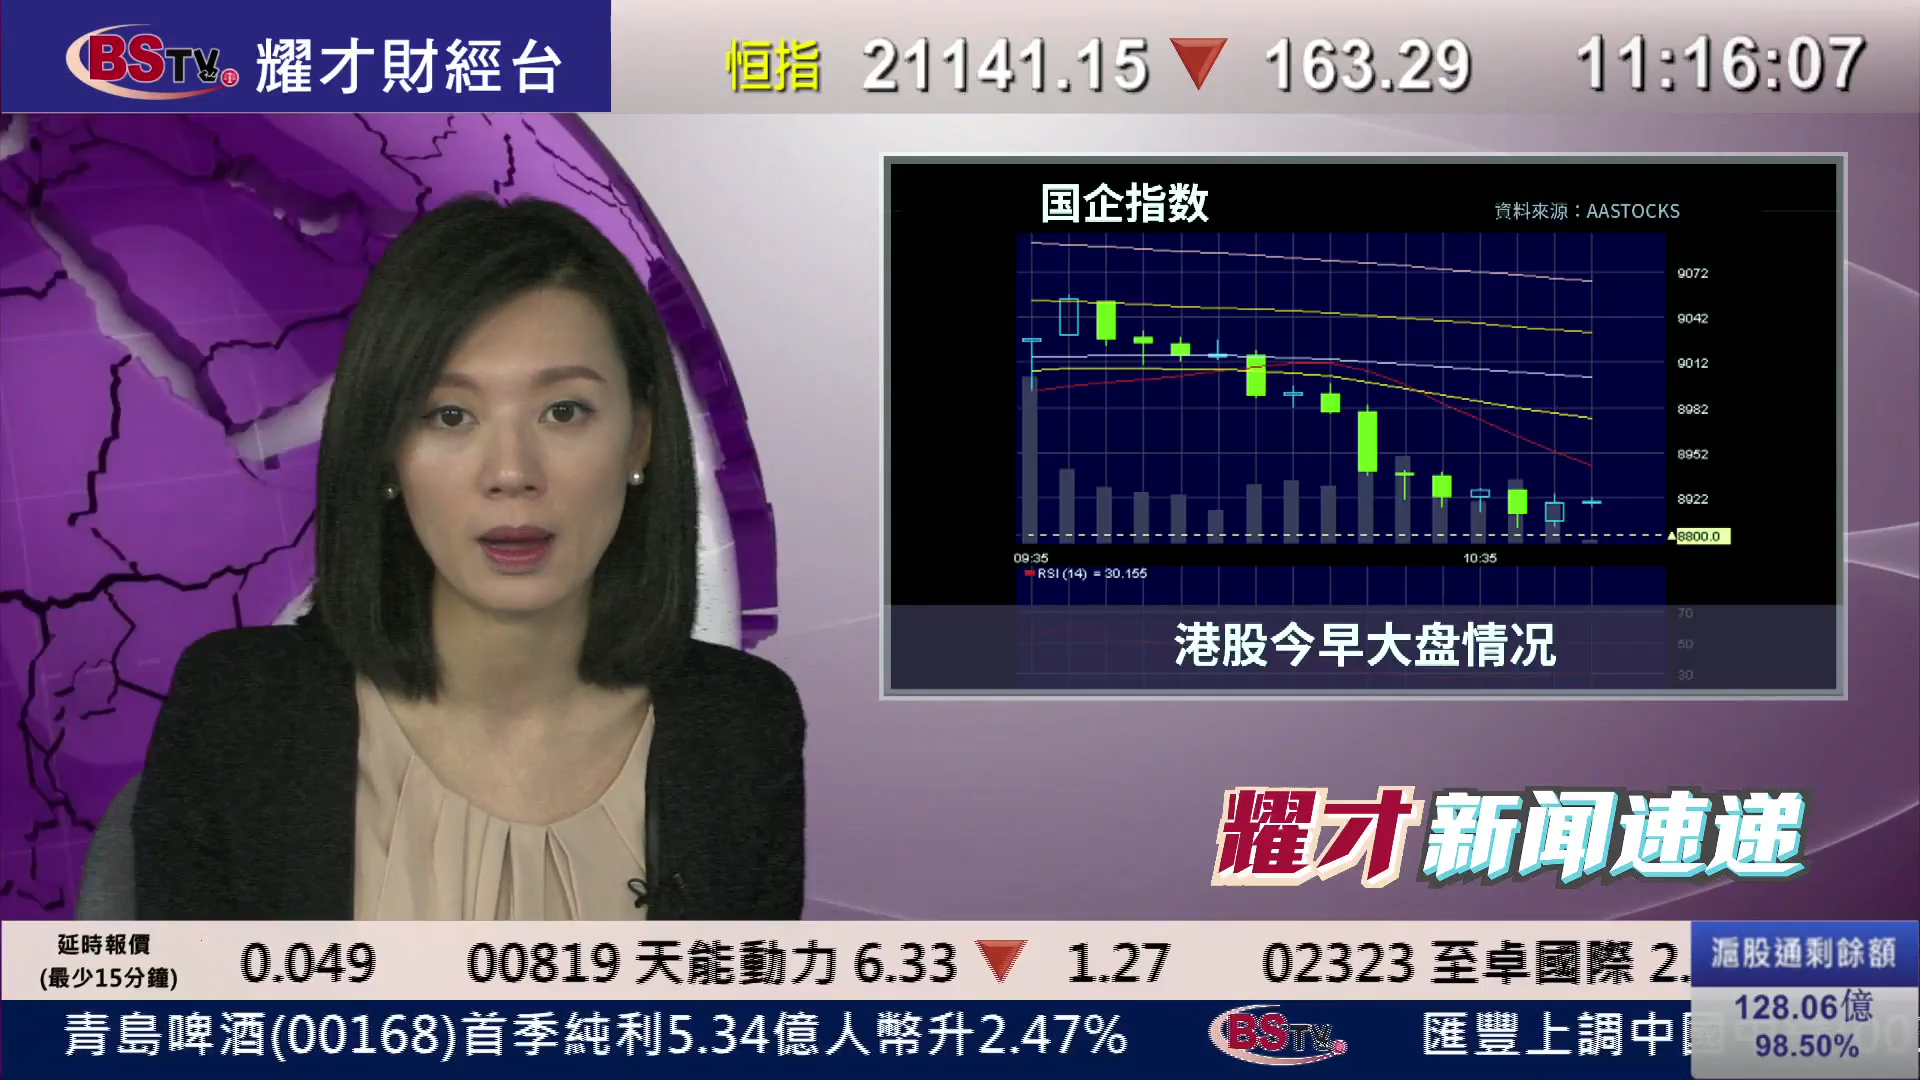 BSTV 耀才財經台
恒指 21141.15 ▼ 163.29 11:16:07
国企指数
資料來源：AASTOCKS
9072
9042
9012
8982
8952
8922
8800.0
09:35 10:35
RSI (14) = 30.155
70
50
30
港股今早大盘情况
耀才新闻速递
延時報價
(最少15分鐘)
0.049 00819 天能動力 6.33 ▼ 1.27 02323 至卓國際 2.
滬股通剩餘額
128.06億
98.50%
青島啤酒(00168)首季純利5.34億人幣升2.47% BSTV 匯豐上調中國